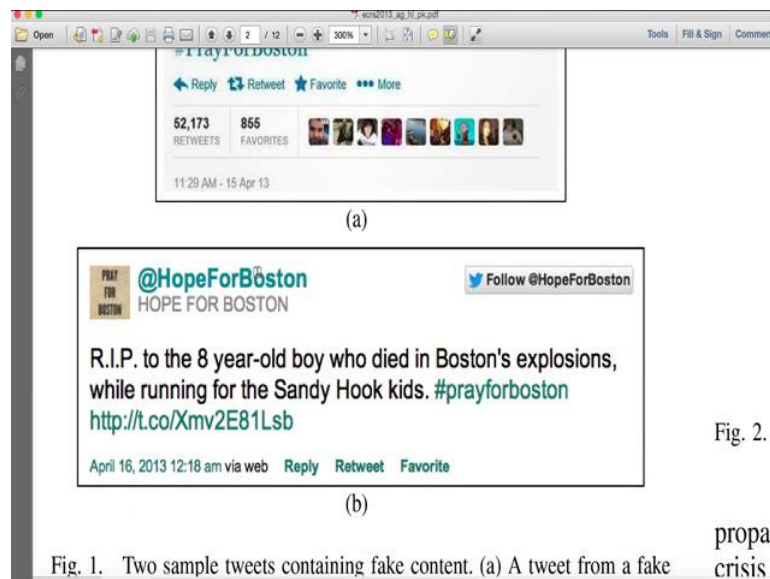 ecrs2013_ag_hl_pk.pdf
Open 2 / 12 300% Tools Fill & Sign Commen
#PrayForBoston
Reply Retweet Favorite More
52,173 855
RETWEETS FAVORITES
11:29 AM - 15 Apr 13
(a)
PRAY FOR BOSTON
@HopeForBoston
HOPE FOR BOSTON
Follow @HopeForBoston
R.I.P. to the 8 year-old boy who died in Boston's explosions,
while running for the Sandy Hook kids. #prayforboston
http://t.co/Xmv2E81Lsb
April 16, 2013 12:18 am via web Reply Retweet Favorite
(b)
Fig. 1. Two sample tweets containing fake content. (a) A tweet from a fake
Fig. 2.
propa
crisis